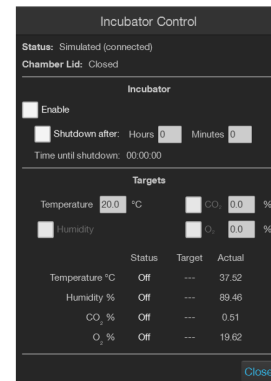 Incubator Control
Status: Simulated (connected)
Chamber Lid: Closed
Incubator
Enable
Shutdown after: Hours 0 Minutes 0
Time until shutdown: 00:00:00
Targets
Temperature 20.0 °C CO₂ 0.0 %
Humidity O₂ 0.0 %
Status Target Actual
Temperature °C Off --- 37.52
Humidity % Off --- 89.46
CO₂ % Off --- 0.51
O₂ % Off --- 19.62
Close